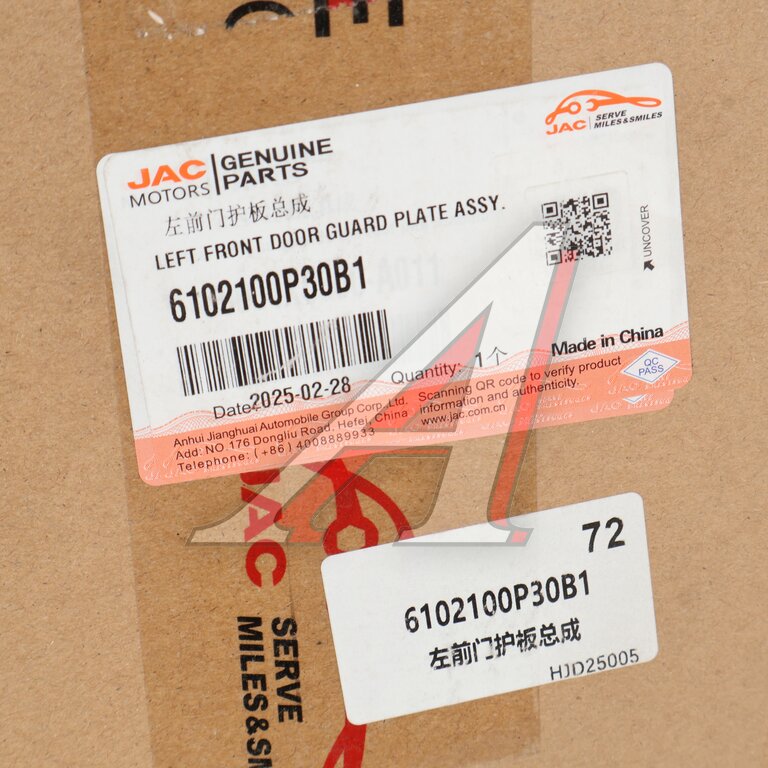 JAC
MOTORS
GENUINE
PARTS
JAC
SERVE
MILES&SMILES
左前门护板总成
LEFT FRONT DOOR GUARD PLATE ASSY.
6102100P30B1
UNCOVER
Made in China
QC
PASS
Quantity: 1个
Date2025-02-28
Scanning QR code to verify product
information and authenticity.
www.jac.com.cn
Anhui Jianghuai Automobile Group Corp., Ltd.
Add: NO.176 Dongliu Road, Hefei, China
Telephone: (+86) 4008889933
JAC
SERVE
MILES&SM
72
6102100P30B1
左前门护板总成
HJD25005